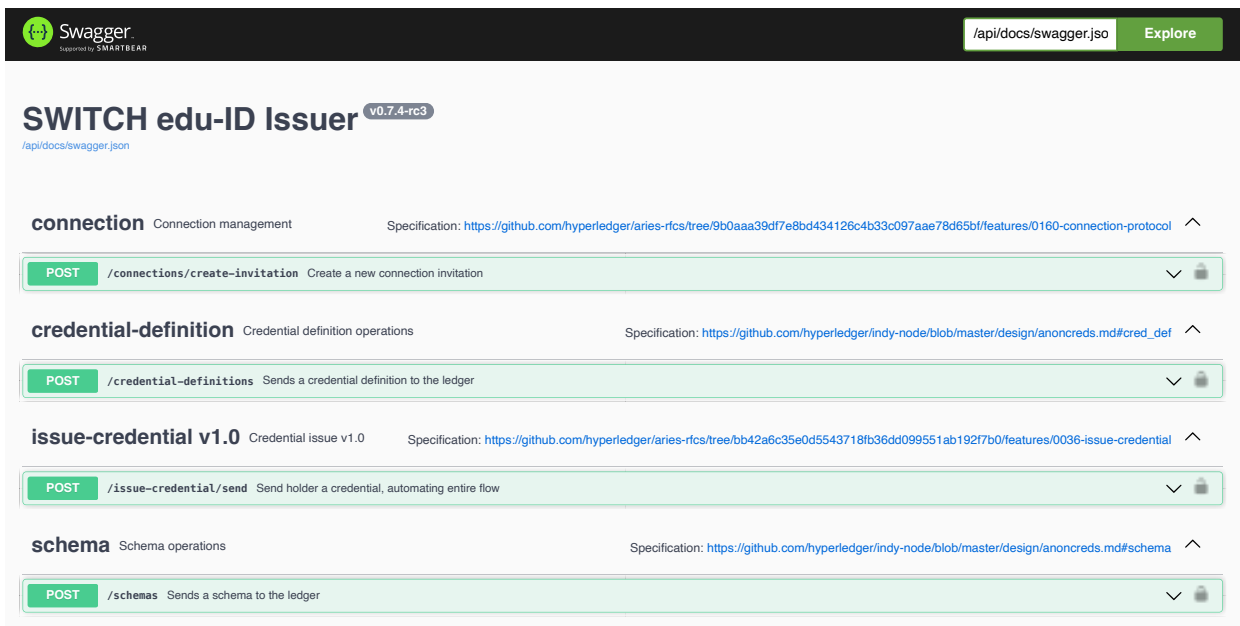 Swagger.
Supported by SMARTBEAR
/api/docs/swagger.jso
Explore
SWITCH edu-ID Issuer v0.7.4-rc3
/api/docs/swagger.json
connection Connection management Specification: https://github.com/hyperledger/aries-rfcs/tree/9b0aaa39df7e8bd434126c4b33c097aae78d65bf/features/0160-connection-protocol
POST /connections/create-invitation Create a new connection invitation
credential-definition Credential definition operations Specification: https://github.com/hyperledger/indy-node/blob/master/design/anoncreds.md#cred_def
POST /credential-definitions Sends a credential definition to the ledger
issue-credential v1.0 Credential issue v1.0 Specification: https://github.com/hyperledger/aries-rfcs/tree/bb42a6c35e0d5543718fb36dd099551ab192f7b0/features/0036-issue-credential
POST /issue-credential/send Send holder a credential, automating entire flow
schema Schema operations Specification: https://github.com/hyperledger/indy-node/blob/master/design/anoncreds.md#schema
POST /schemas Sends a schema to the ledger